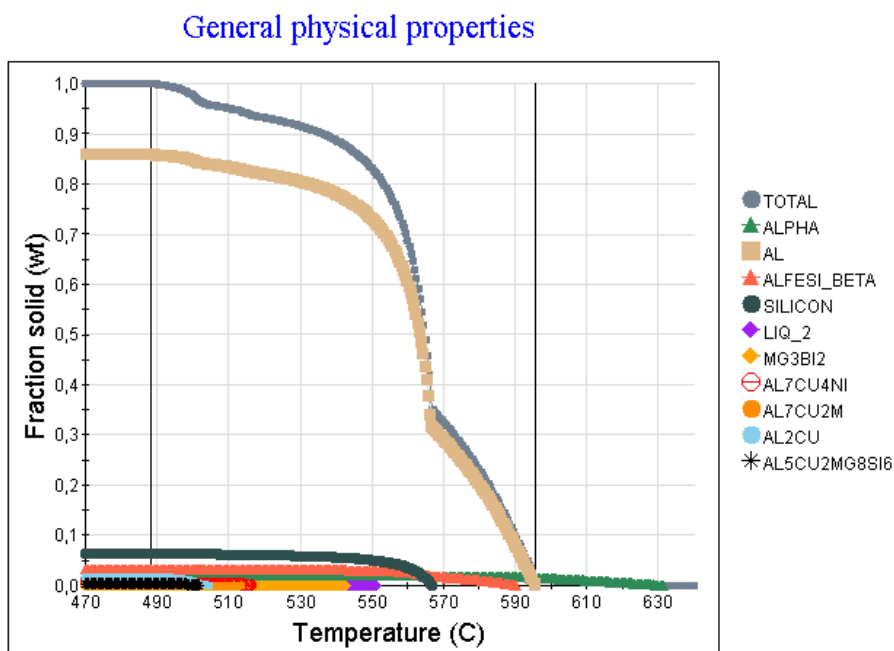 General physical properties
1,0
0,9
0,8
0,7
0,6
0,5
0,4
0,3
0,2
0,1
0,0
Fraction solid (wt)
470 490 510 530 550 570 590 610 630
Temperature (C)
TOTAL
ALPHA
AL
ALFESI_BETA
SILICON
LIQ_2
MG3BI2
AL7CU4NI
AL7CU2M
AL2CU
AL5CU2MG8SI6